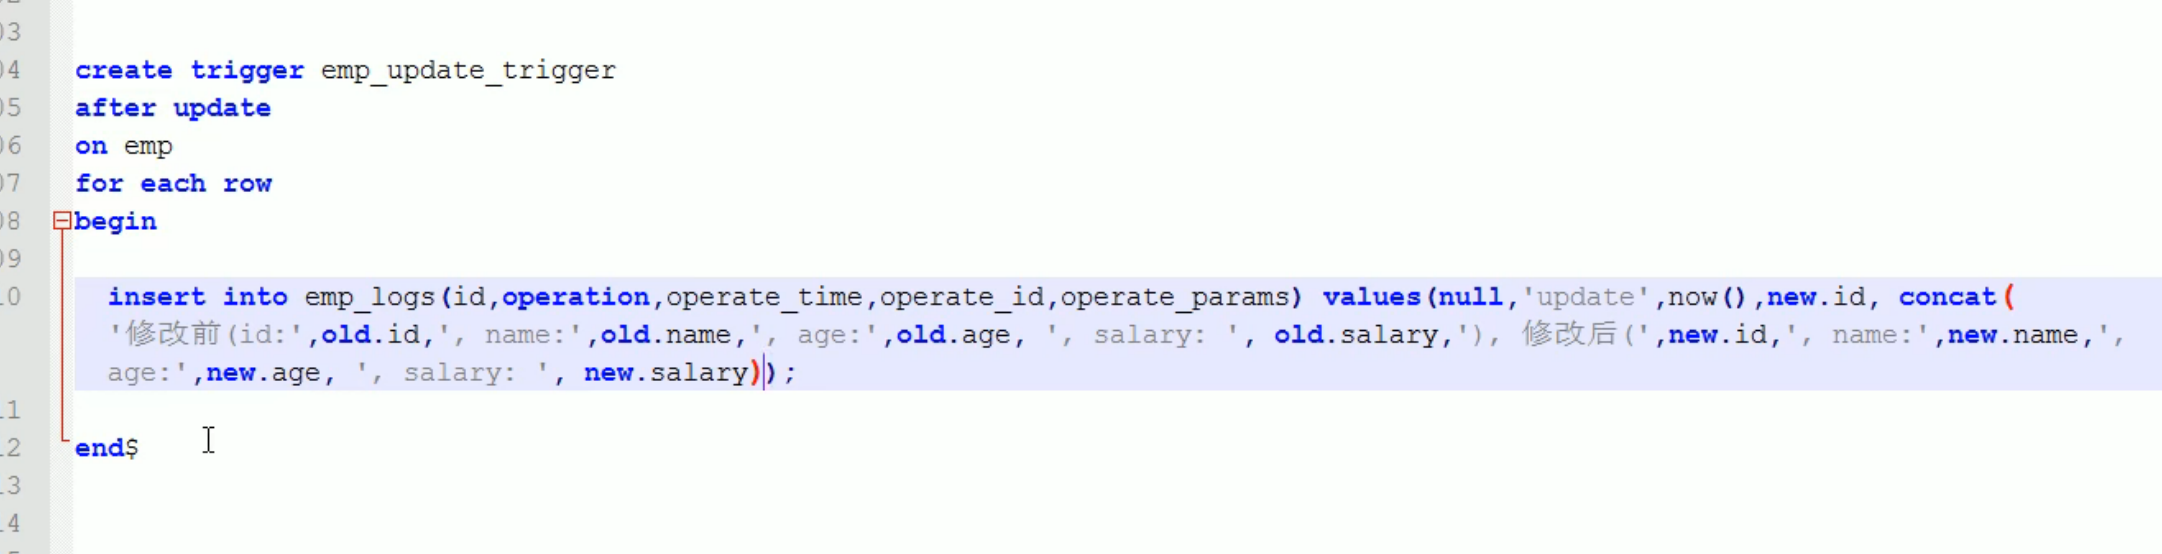 03
04 create trigger emp_update_trigger
05 after update
06 on emp
07 for each row
08 begin
09
10 insert into emp_logs(id,operation,operate_time,operate_id,operate_params) values(null,'update',now(),new.id, concat(
'修改前(id:',old.id,', name:',old.name,', age:',old.age, ', salary: ', old.salary,'), 修改后(',new.id,', name:',new.name,',
age:',new.age, ', salary: ', new.salary));
11
12 end$
13
14